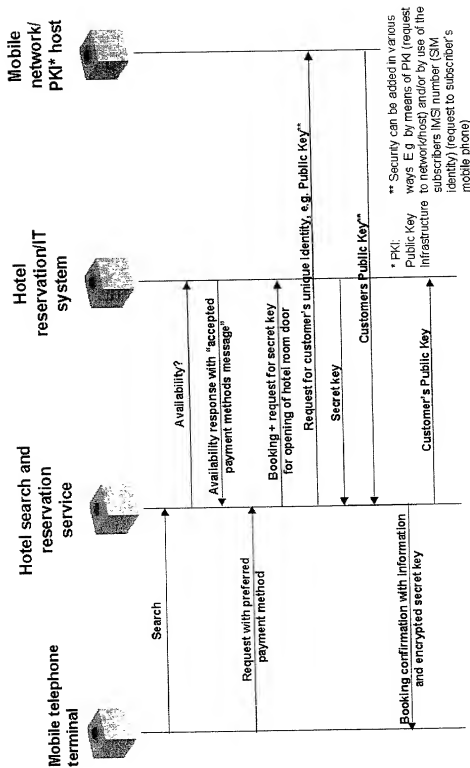 Mobile telephone
terminal
Hotel search and
reservation
service
Hotel
reservation/IT
system
Mobile
network/
PKI* host
Search
Availability?
Availability response with "accepted
payment methods message"
Request with preferred
payment method
Booking + request for secret key
for opening of hotel room door
Request for customer's unique identity, e.g. Public Key**
Secret key
Customers Public Key**
Booking confirmation with information
and encrypted secret key
Customer's Public Key
* PKI:
Public Key
Infrastructure
** Security can be added in various
ways E g by means of PKI (request
to network/host) and/or by use of the
subscribers IMSI number (SIM
identity) (request to subscriber's
mobile phone)